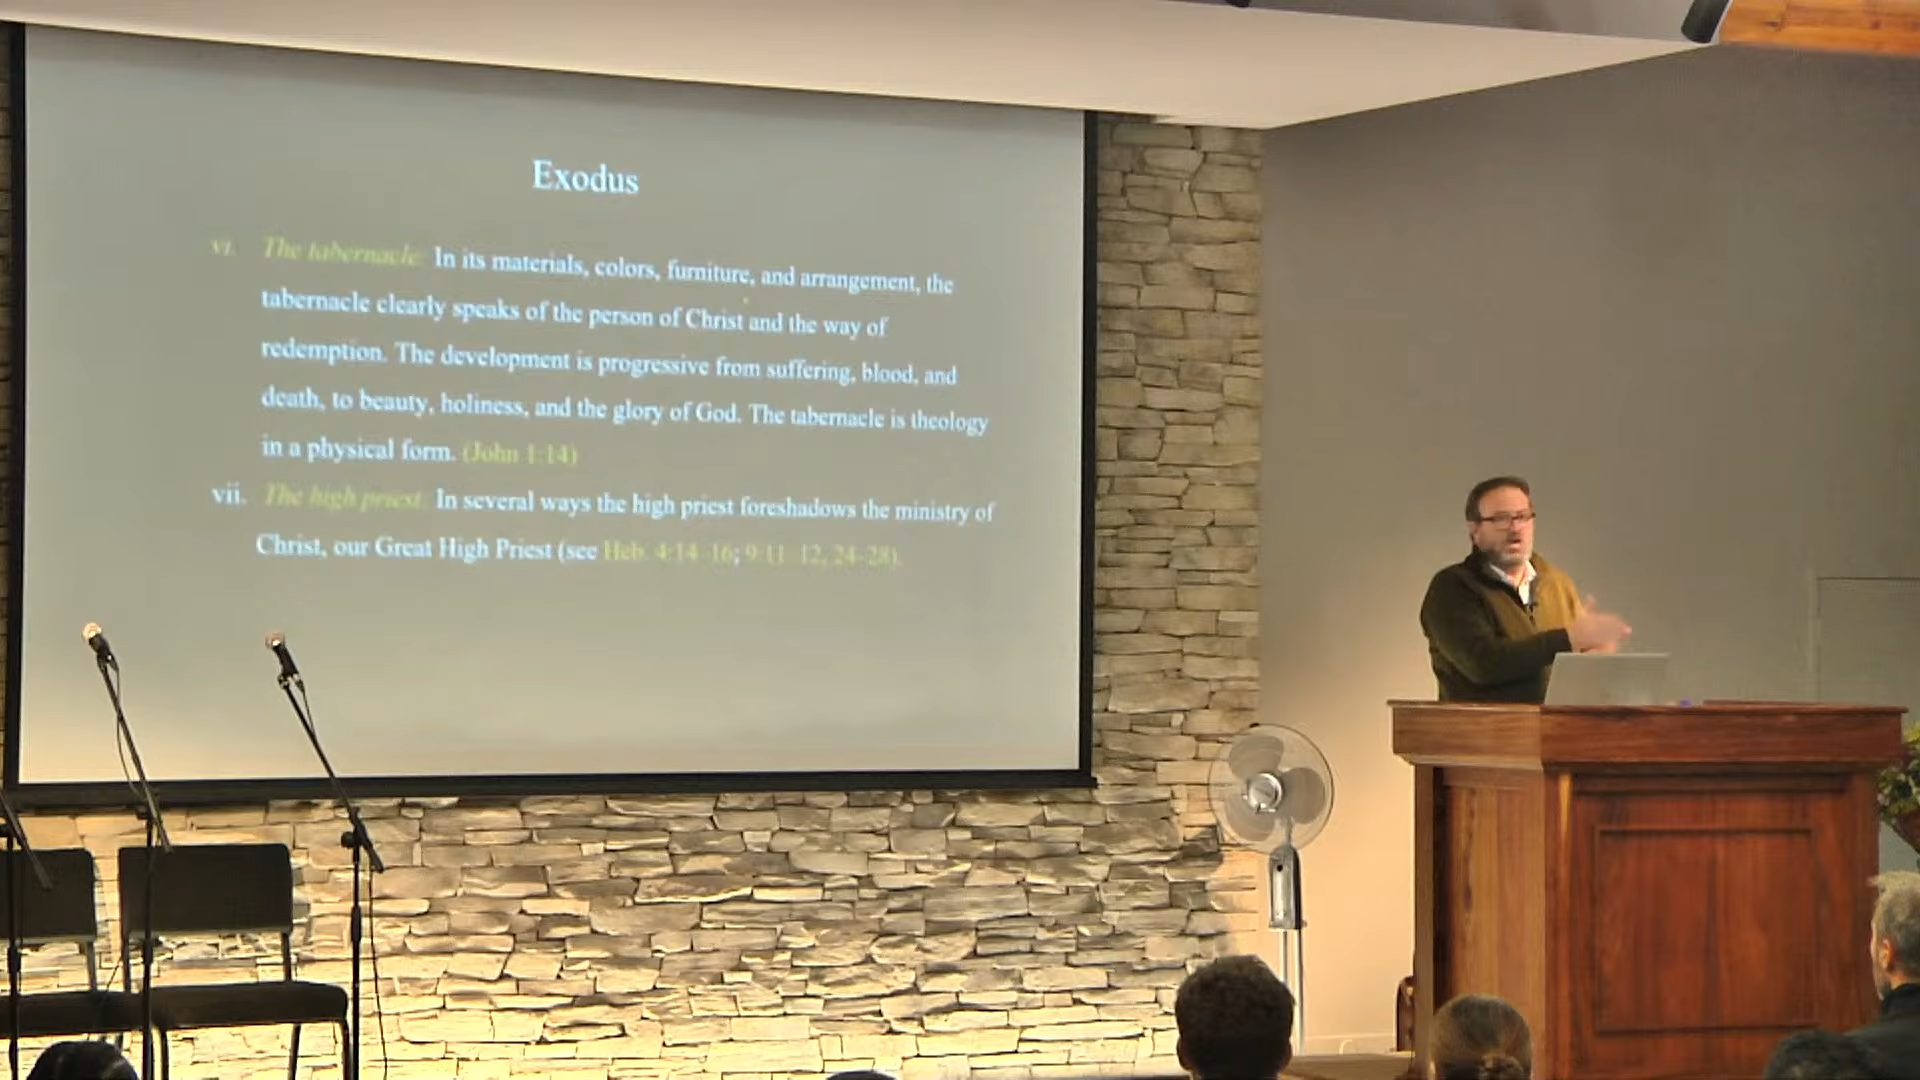 Exodus
vi. The tabernacle: In its materials, colors, furniture, and arrangement, the
tabernacle clearly speaks of the person of Christ and the way of
redemption. The development is progressive from suffering, blood, and
death, to beauty, holiness, and the glory of God. The tabernacle is theology
in a physical form. (John 1:14)
vii. The high priest: In several ways the high priest foreshadows the ministry of
Christ, our Great High Priest (see Heb. 4:14–16; 9:11–12, 24–28).